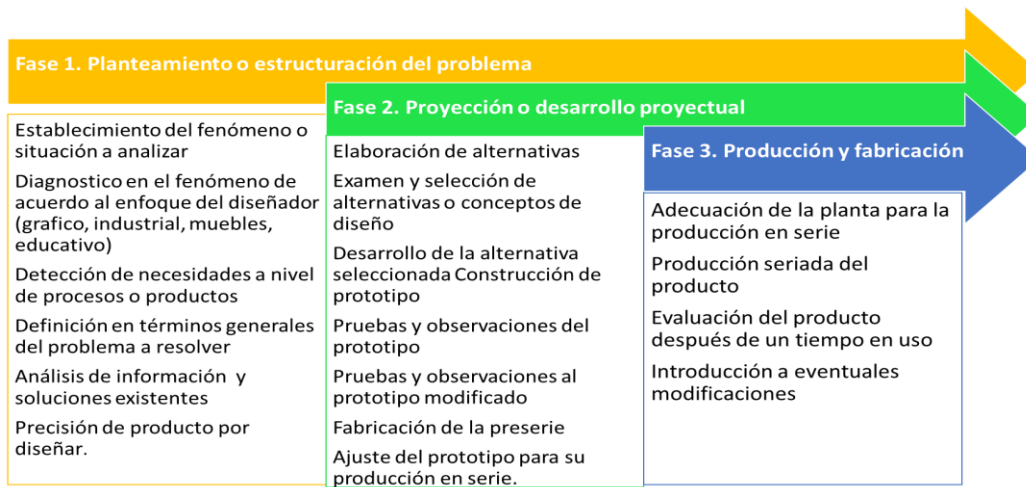 Fase 1. Planteamiento o estructuración del problema
Establecimiento del fenómeno o
situación a analizar
Diagnostico en el fenómeno de
acuerdo al enfoque del diseñador
(grafico, industrial, muebles,
educativo)
Detección de necesidades a nivel
de procesos o productos
Definición en términos generales
del problema a resolver
Análisis de información y
soluciones existentes
Precisión de producto por
diseñar.
Fase 2. Proyección o desarrollo proyectual
Elaboración de alternativas
Examen y selección de
alternativas o conceptos de
diseño
Desarrollo de la alternativa
seleccionada Construcción de
prototipo
Pruebas y observaciones del
prototipo
Pruebas y observaciones al
prototipo modificado
Fabricación de la preserie
Ajuste del prototipo para su
producción en serie.
Fase 3. Producción y fabricación
Adecuación de la planta para la
producción en serie
Producción seriada del
producto
Evaluación del producto
después de un tiempo en uso
Introducción a eventuales
modificaciones